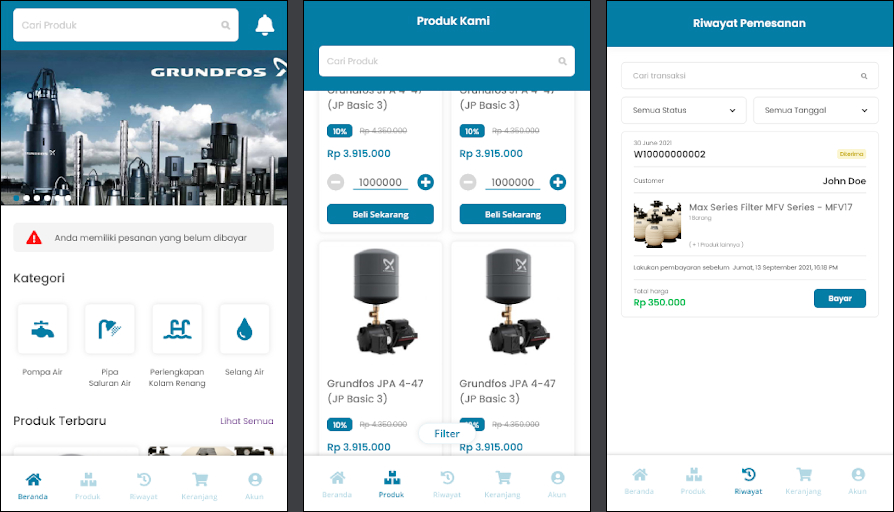 Cari Produk
GRUNDFOS
Anda memiliki pesanan yang belum dibayar
Kategori
Pompa Air
Pipa
Saluran Air
Perlengkapan
Kolam Renang
Selang Air
Produk Terbaru
Lihat Semua
Beranda
Produk
Riwayat
Keranjang
Akun
Produk Kami
Cari Produk
Grundfos JPA 4-47
(JP Basic 3)
10%
Rp 4.350.000
Rp 3.915.000
1000000
Beli Sekarang
Grundfos JPA 4-47
(JP Basic 3)
10%
Rp 4.350.000
Rp 3.915.000
1000000
Beli Sekarang
Grundfos JPA 4-47
(JP Basic 3)
10%
Rp 4.350.000
Rp 3.915.000
Grundfos JPA 4-47
(JP Basic 3)
10%
Rp 4.350.000
Rp 3.915.000
Filter
Beranda
Produk
Riwayat
Keranjang
Akun
Riwayat Pemesanan
Cari transaksi
Semua Status
Semua Tanggal
30 June 2021
W10000000002
Diterima
Customer
John Doe
Max Series Filter MFV Series - MFV17
1 Barang
( + 1 Produk lainnya )
Lakukan pembayaran sebelum Jumat, 13 September 2021, 16:18 PM
Total harga
Rp 350.000
Bayar
Beranda
Produk
Riwayat
Keranjang
Akun